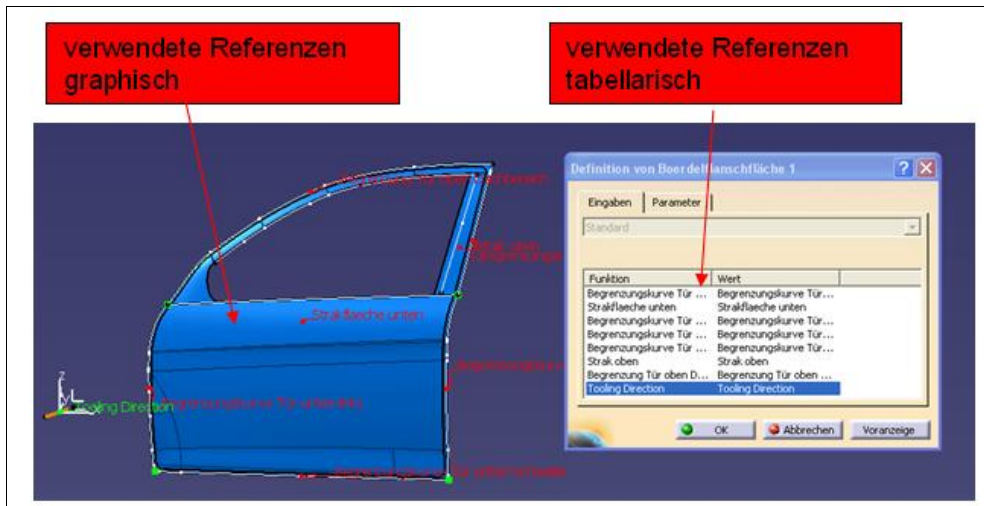 verwendete Referenzen
graphisch
verwendete Referenzen
tabellarisch
Definition von Boerdelflanschfläche 1
Eingaben
Parameter
Standard
Funktion Wert
Begrenzungskurve Tür ... Begrenzungskurve Tür...
Strakflaeche unten Strakflaeche unten
Begrenzungskurve Tür ... Begrenzungskurve Tür...
Begrenzungskurve Tür ... Begrenzungskurve Tür...
Begrenzungskurve Tür ... Begrenzungskurve Tür...
Strak oben Strak oben
Begrenzung Tür oben D... Begrenzung Tür oben ...
Tooling Direction Tooling Direction
OK Abbrechen Voranzeige
Strak oben
Strakflaeche unten
z
Tooling Direction